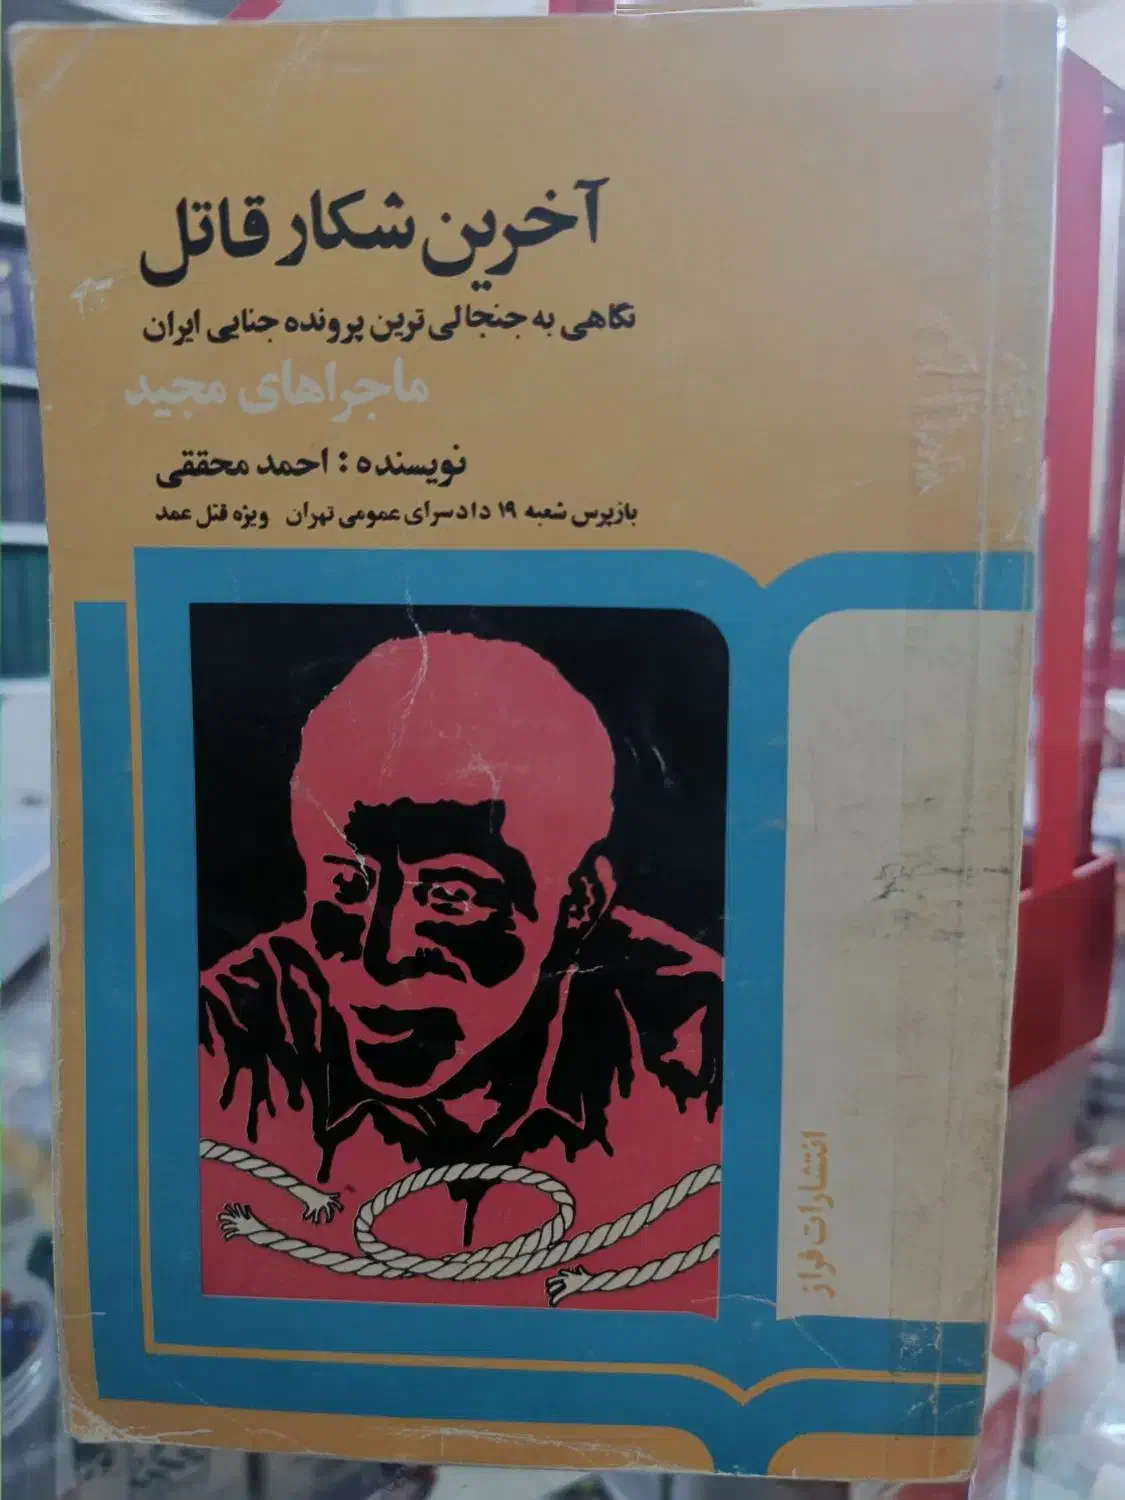 آخرین شکار قاتل
نگاهی به جنجالی ترین پرونده جنایی ایران
ماجراهای مجید
نویسنده : احمد محققی
بازپرس شعبه ۱۹ دادسرای عمومی تهران ویژه قتل عمد
انتشارات فراز